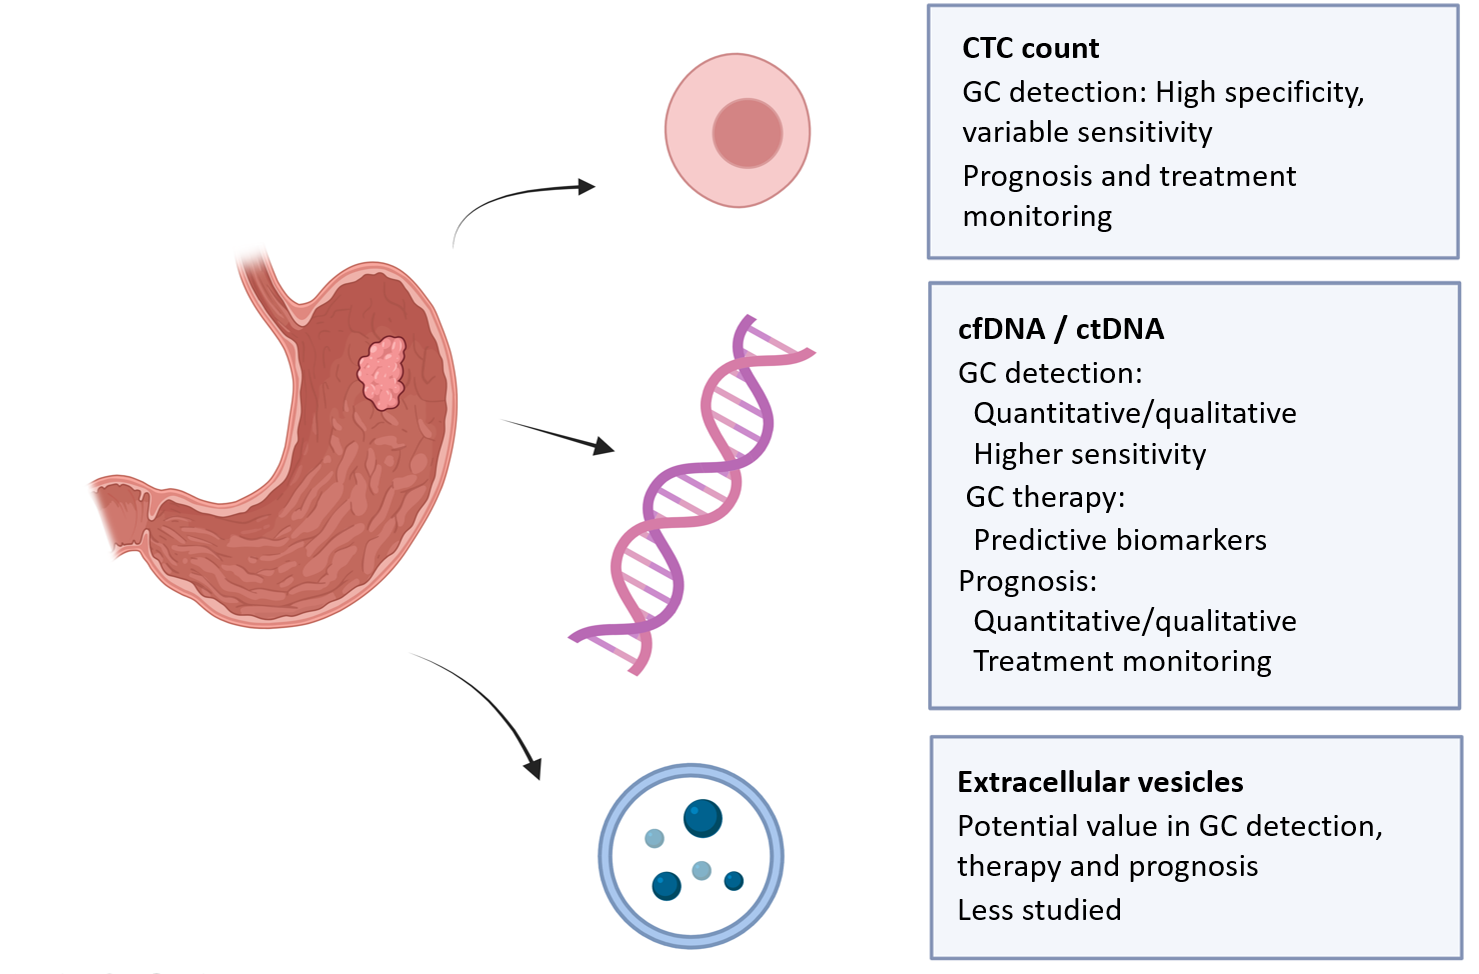 CTC count
GC detection: High specificity,
variable sensitivity
Prognosis and treatment
monitoring
cfDNA / ctDNA
GC detection:
Quantitative/qualitative
Higher sensitivity
GC therapy:
Predictive biomarkers
Prognosis:
Quantitative/qualitative
Treatment monitoring
Extracellular vesicles
Potential value in GC detection,
therapy and prognosis
Less studied